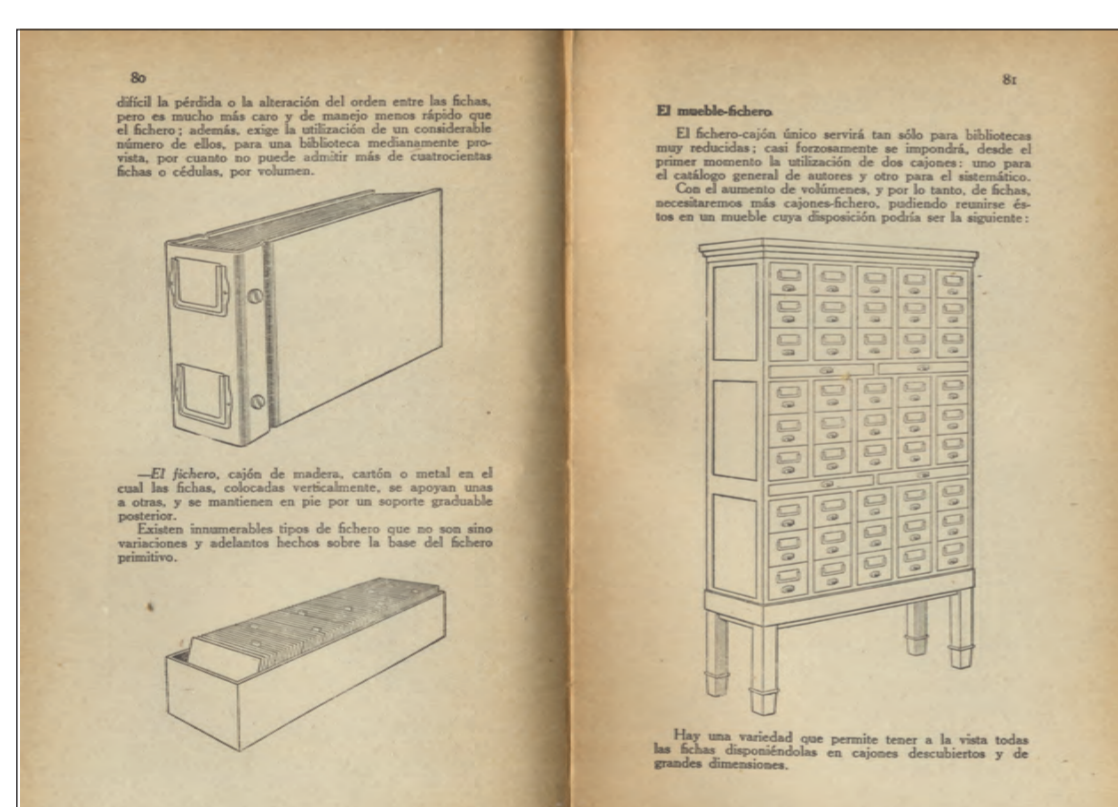 80
difícil la pérdida o la alteración del orden entre las fichas,
pero es mucho más caro y de manejo menos rápido que
el fichero; además, exige la utilización de un considerable
número de ellos, para una biblioteca medianamente pro-
vista, por cuanto no puede admitir más de cuatrocientas
fichas o cédulas, por volumen.
—El fichero, cajón de madera, cartón o metal en el
cual las fichas, colocadas verticalmente, se apoyan unas
a otras, y se mantienen en pie por un soporte graduable
posterior.
Existen innumerables tipos de fichero que no son sino
variaciones y adelantos hechos sobre la base del fichero
primitivo.
81
El mueble-fichero
El fichero-cajón único servirá tan sólo para bibliotecas
muy reducidas; casi forzosamente se impondrá, desde el
primer momento la utilización de dos cajones: uno para
el catálogo general de autores y otro para el sistemático.
Con el aumento de volúmenes, y por lo tanto, de fichas,
necesitaremos más cajones-fichero, pudiendo reunirse és-
tos en un mueble cuya disposición podría ser la siguiente:
Hay una variedad que permite tener a la vista todas
las fichas disponiéndolas en cajones descubiertos y de
grandes dimensiones.